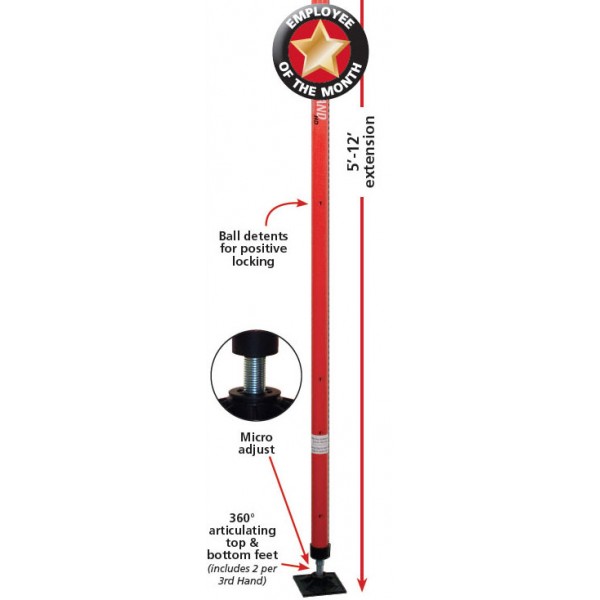 EMPLOYEE
OF THE MONTH
5'-12'
extension
Ball detents
for positive
locking
Micro
adjust
360°
articulating
top &
bottom feet
(includes 2 per
3rd Hand)